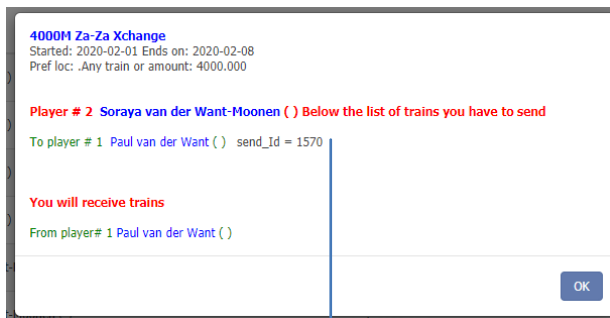 4000M Za-Za Xchange
Started: 2020-02-01 Ends on: 2020-02-08
Pref loc: .Any train or amount: 4000.000
Player # 2 Soraya van der Want-Moonen ( ) Below the list of trains you have to send
To player # 1 Paul van der Want ( ) send_Id = 1570
You will receive trains
From player# 1 Paul van der Want ( )
OK